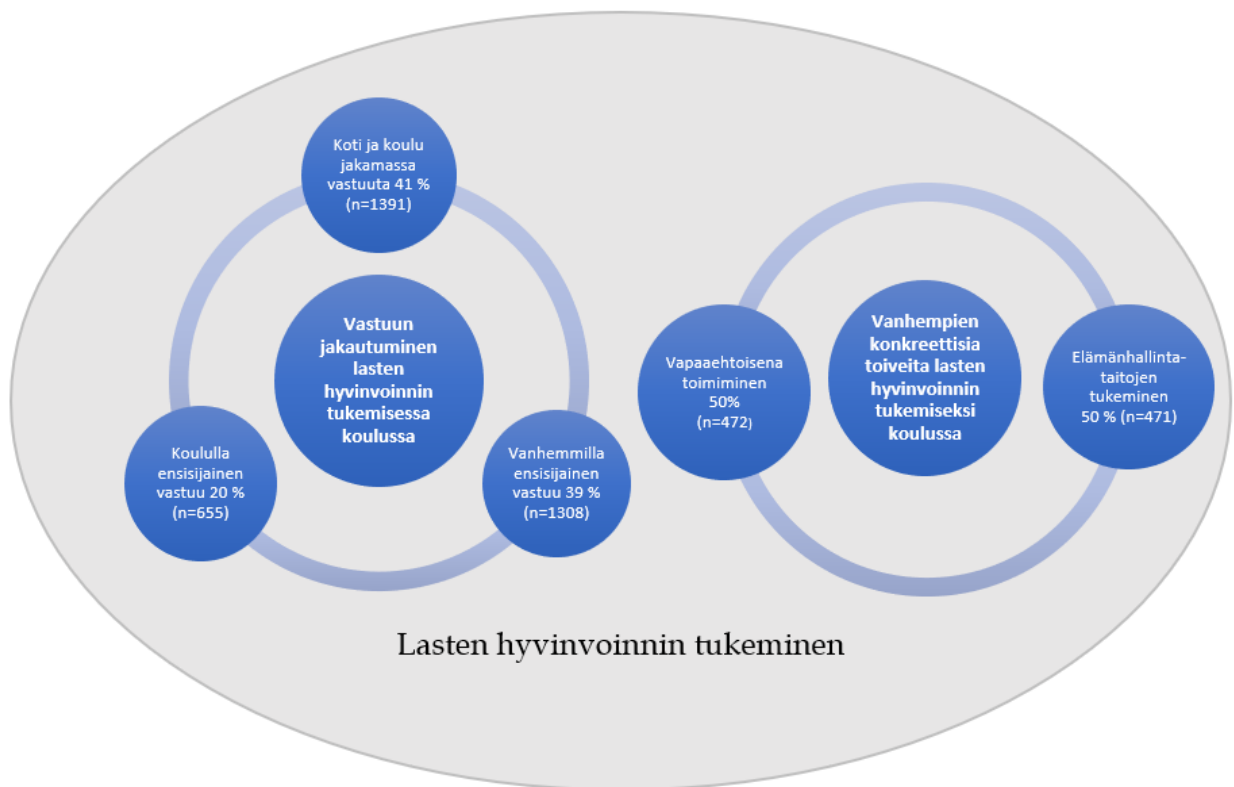 Koti ja koulu
jakamassa
vastuuta 41 %
(n=1391)
Vastuun
jakautuminen
lasten
hyvinvoinnin
tukemisessa
koulussa
Koululla
ensisijainen
vastuu 20 %
(n=655)
Vanhemmilla
ensisijainen
vastuu 39 %
(n=1308)
Vapaaehtoisena
toimiminen
50%
(n=472)
Vanhempien
konkreettisia
toiveita lasten
hyvinvoinnin
tukemiseksi
koulussa
Elämänhallinta-
taitojen
tukeminen
50 % (n=471)
Lasten hyvinvoinnin tukeminen